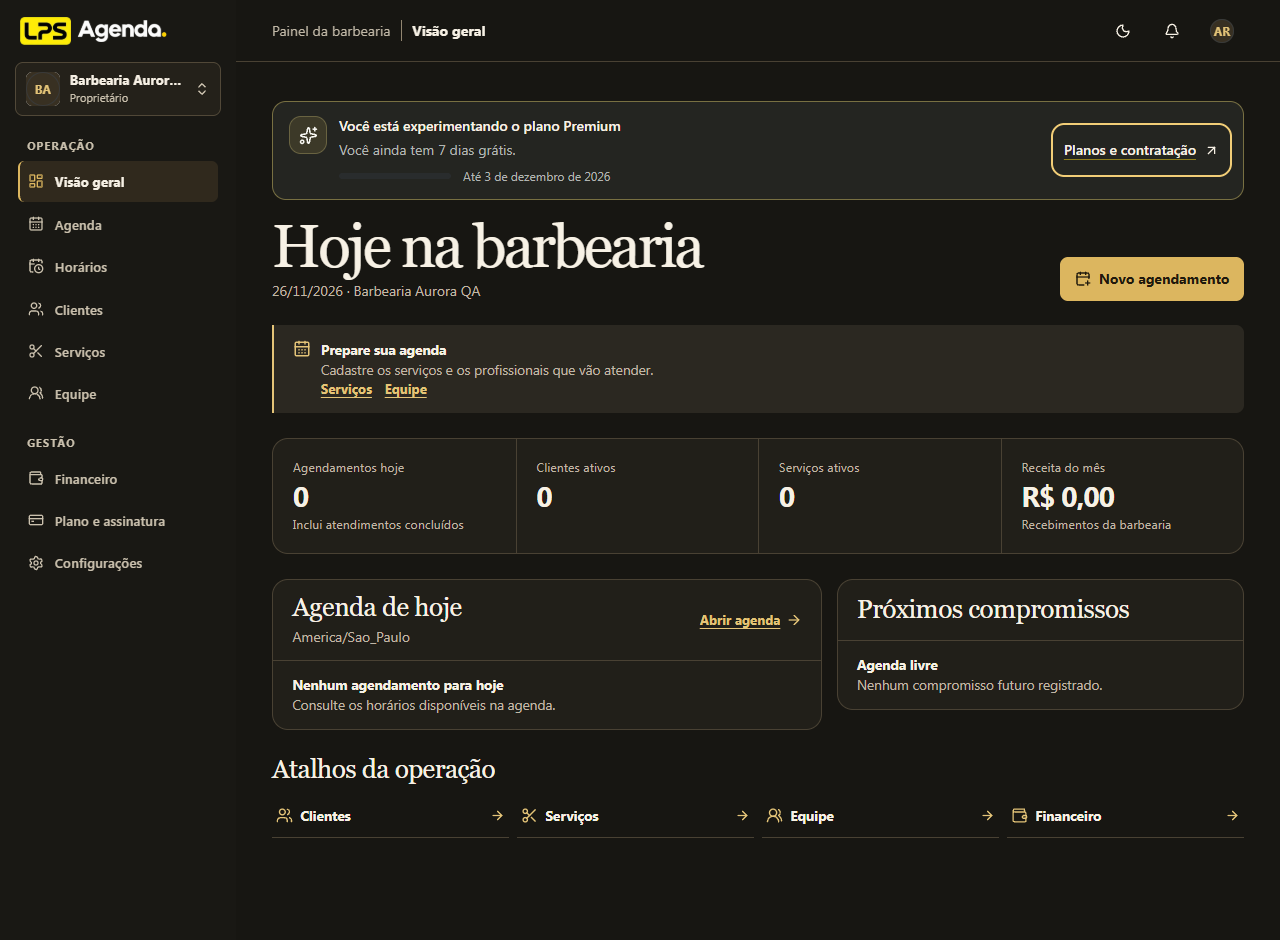 LPS Agenda.
BA
Barbearia Auror...
Proprietário
OPERAÇÃO
Visão geral
Agenda
Horários
Clientes
Serviços
Equipe
GESTÃO
Financeiro
Plano e assinatura
Configurações
Painel da barbearia
Visão geral
AR
Você está experimentando o plano Premium
Você ainda tem 7 dias grátis.
Até 3 de dezembro de 2026
Planos e contratação
Hoje na barbearia
26/11/2026 · Barbearia Aurora QA
Novo agendamento
Prepare sua agenda
Cadastre os serviços e os profissionais que vão atender.
Serviços Equipe
Agendamentos hoje
0
Inclui atendimentos concluídos
Clientes ativos
0
Serviços ativos
0
Receita do mês
R$ 0,00
Recebimentos da barbearia
Agenda de hoje
America/Sao_Paulo
Abrir agenda
Nenhum agendamento para hoje
Consulte os horários disponíveis na agenda.
Próximos compromissos
Agenda livre
Nenhum compromisso futuro registrado.
Atalhos da operação
Clientes
Serviços
Equipe
Financeiro